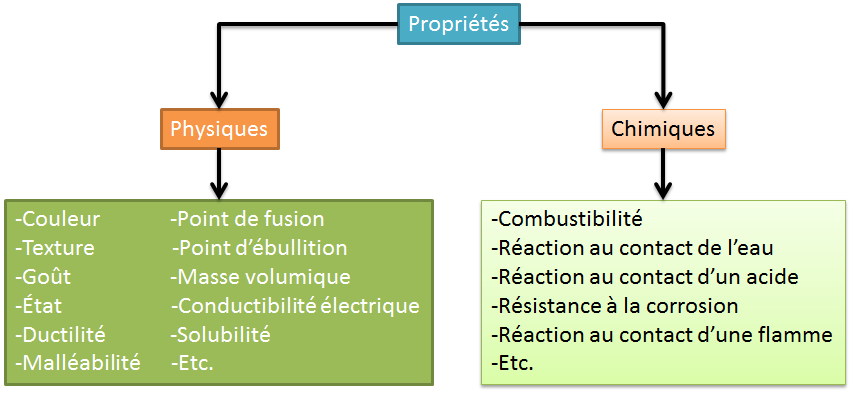 Propriétés
Physiques
Chimiques
-Couleur -Point de fusion
-Texture -Point d’ébullition
-Goût -Masse volumique
-État -Conductibilité électrique
-Ductilité -Solubilité
-Malléabilité -Etc.
-Combustibilité
-Réaction au contact de l’eau
-Réaction au contact d’un acide
-Résistance à la corrosion
-Réaction au contact d’une flamme
-Etc.